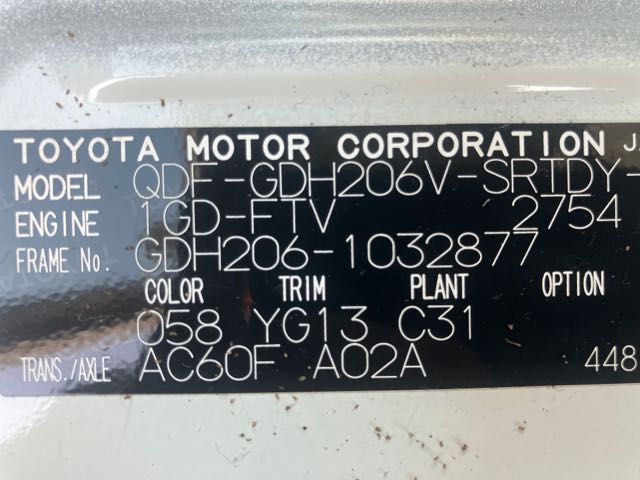 TOYOTA MOTOR CORPORATION J
MODEL QDF-GDH206V-SRTDY-
ENGINE 1GD-FTV 2754
FRAME No. GDH206-1032877
COLOR TRIM PLANT OPTION
058 YG13 C31
TRANS./AXLE AC60F A02A 448